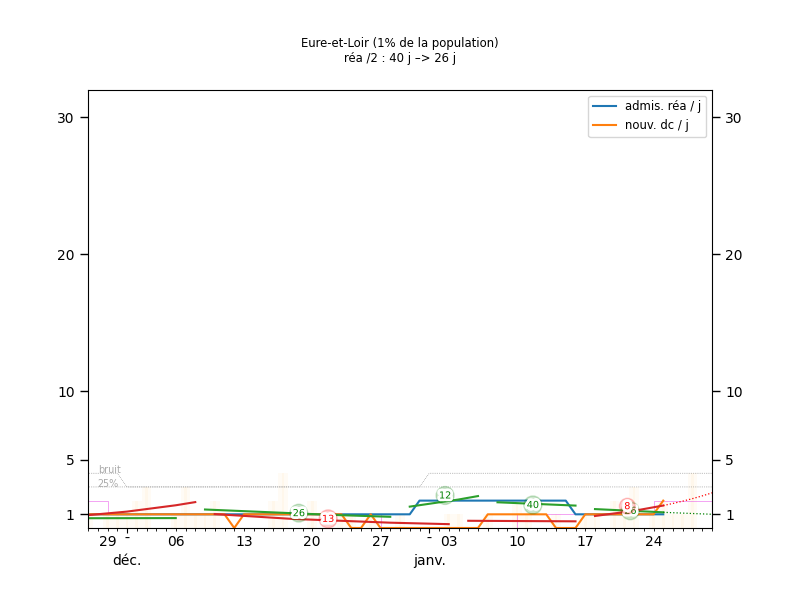 Eure-et-Loir (1% de la population)
réa /2 : 40 j –> 26 j
admis. réa / j
nouv. dc / j
30 30
20 20
10 10
5 5
bruit
25%
12
40
8
26
26
13
1 1
29 - 06 13 20 27 - 03 10 17 24
déc. janv.